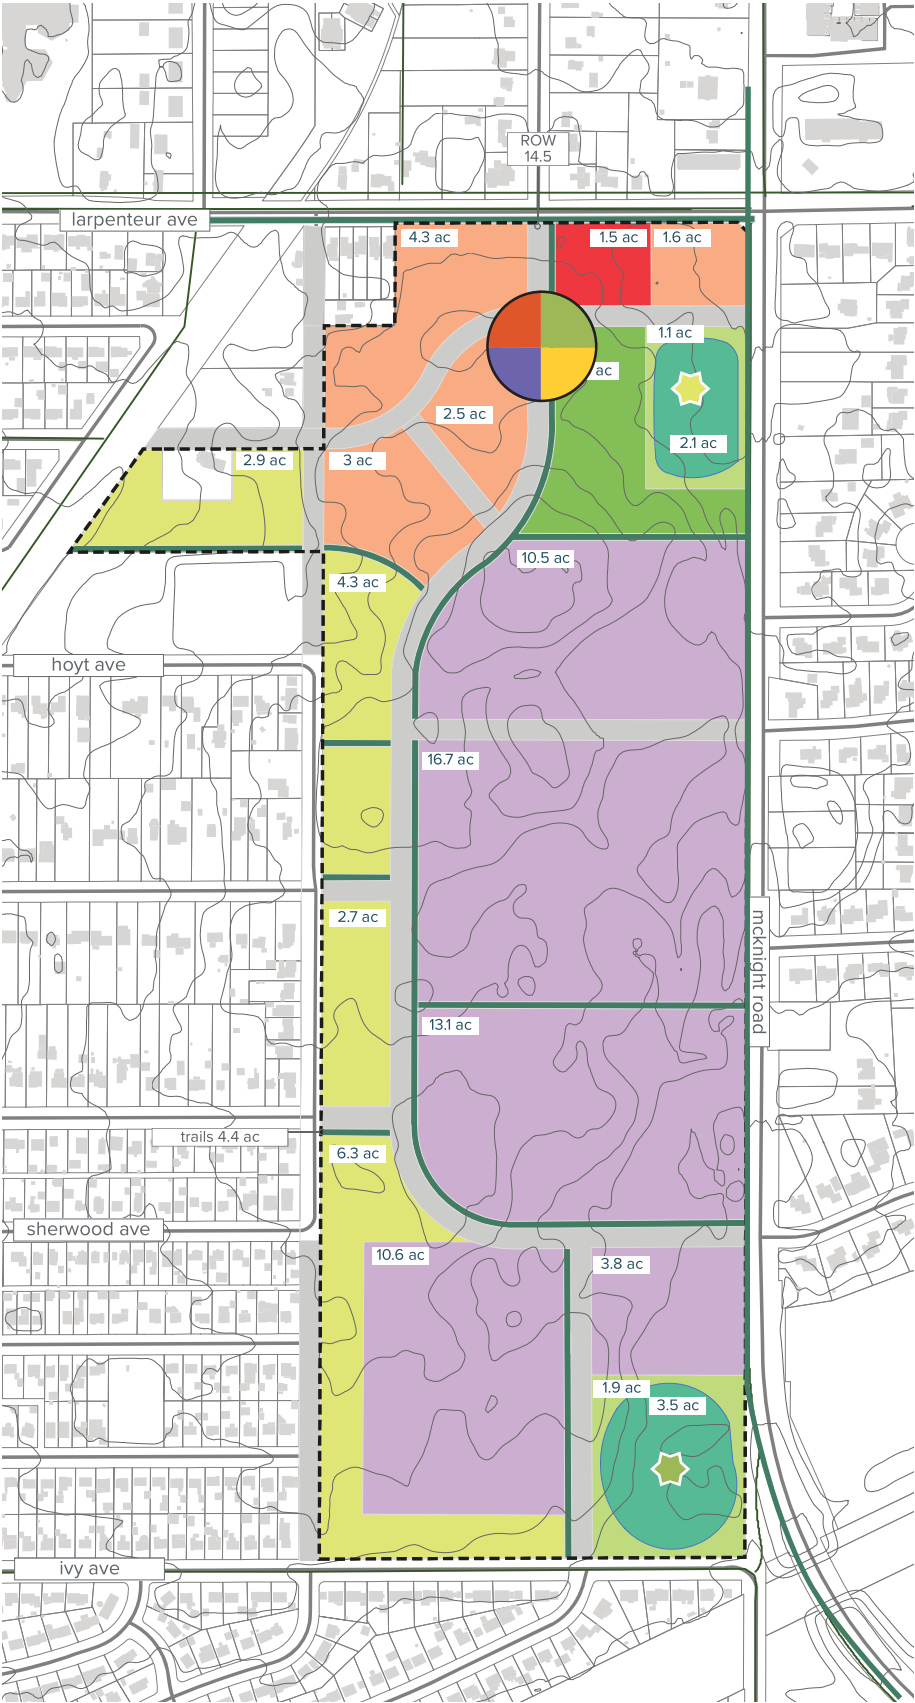 ROW
14.5
larpenteur ave
4.3 ac
1.5 ac
1.6 ac
1.1 ac
ac
2.5 ac
2.1 ac
2.9 ac
3 ac
10.5 ac
4.3 ac
hoyt ave
16.7 ac
2.7 ac
mcknight road
13.1 ac
trails 4.4 ac
6.3 ac
sherwood ave
10.6 ac
3.8 ac
1.9 ac
3.5 ac
ivy ave